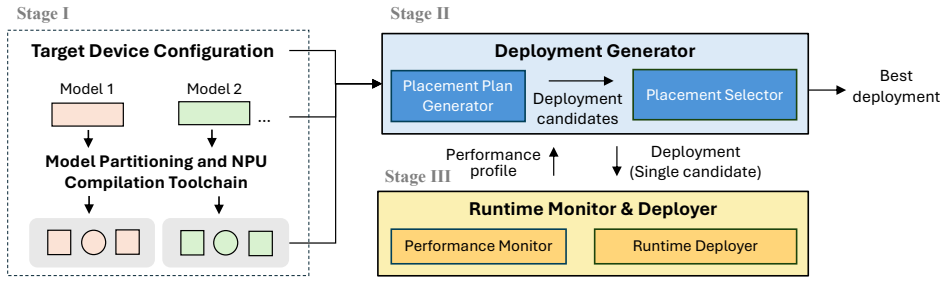 Stage I
Target Device Configuration
Model 1
Model 2
...
Model Partitioning and NPU
Compilation Toolchain
Stage II
Deployment Generator
Placement Plan
Generator
Deployment
candidates
Placement Selector
Best
deployment
Performance
profile
Deployment
(Single candidate)
Stage III
Runtime Monitor & Deployer
Performance Monitor
Runtime Deployer